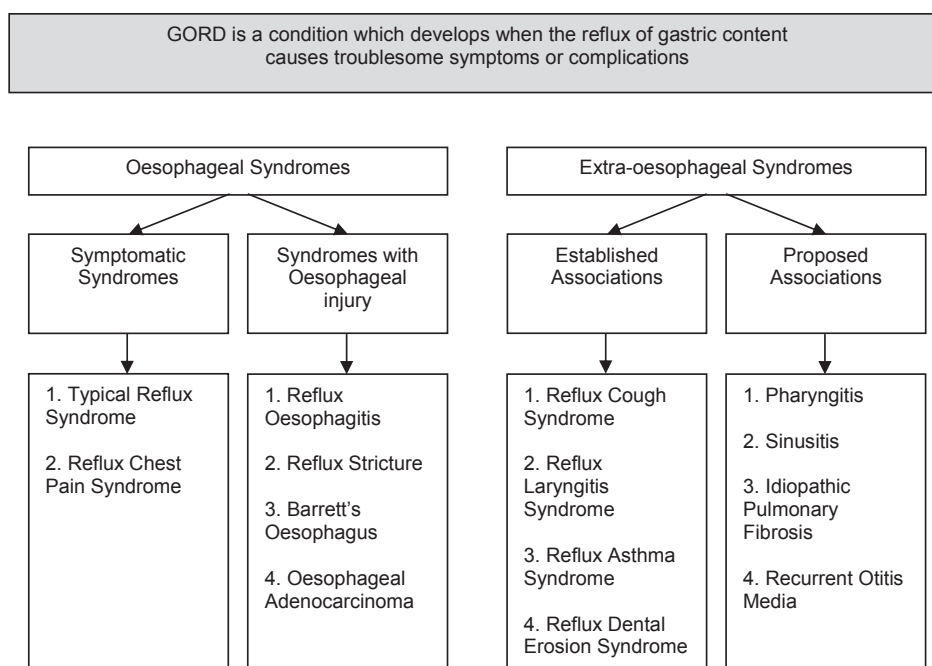 GORD is a condition which develops when the reflux of gastric content
causes troublesome symptoms or complications
Oesophageal Syndromes
Extra-oesophageal Syndromes
Symptomatic
Syndromes
Syndromes with
Oesophageal
injury
Established
Associations
Proposed
Associations
1. Typical Reflux
Syndrome
2. Reflux Chest
Pain Syndrome
1. Reflux
Oesophagitis
2. Reflux Stricture
3. Barrett's
Oesophagus
4. Oesophageal
Adenocarcinoma
1. Reflux Cough
Syndrome
2. Reflux
Laryngitis
Syndrome
3. Reflux Asthma
Syndrome
4. Reflux Dental
Erosion Syndrome
1. Pharyngitis
2. Sinusitis
3. Idiopathic
Pulmonary
Fibrosis
4. Recurrent Otitis
Media